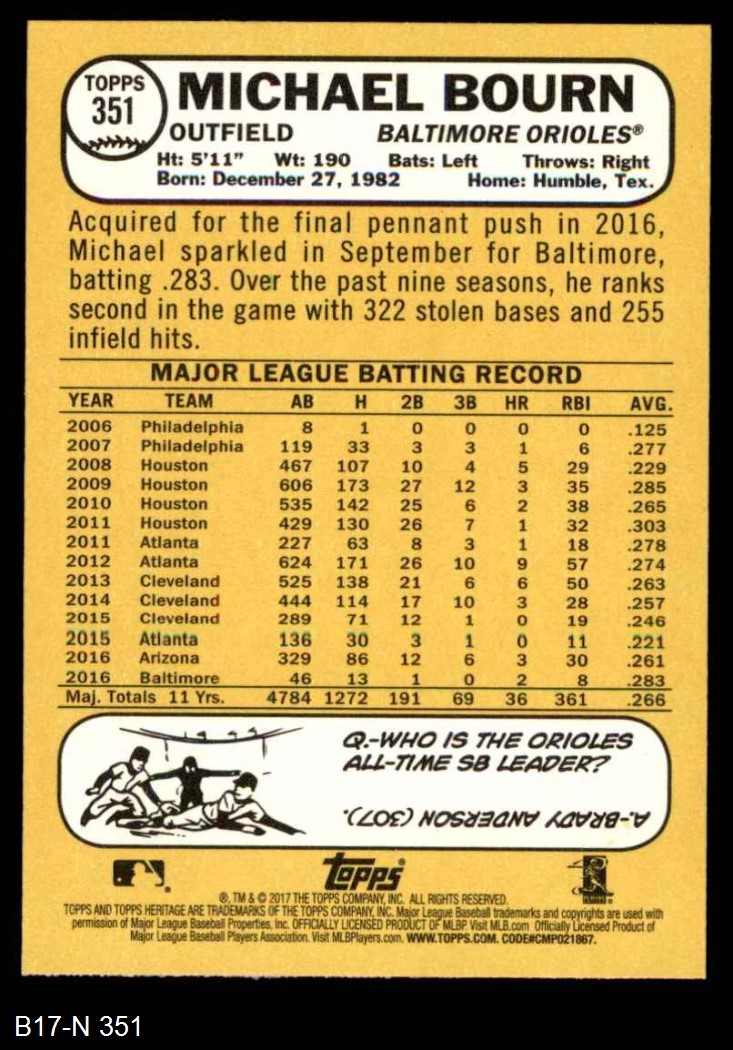 TOPPS
351
MICHAEL BOURN
OUTFIELD BALTIMORE ORIOLES®
Ht: 5'11" Wt: 190 Bats: Left Throws: Right
Born: December 27, 1982 Home: Humble, Tex.
Acquired for the final pennant push in 2016,
Michael sparkled in September for Baltimore,
batting .283. Over the past nine seasons, he ranks
second in the game with 322 stolen bases and 255
infield hits.
MAJOR LEAGUE BATTING RECORD
YEAR TEAM AB H 2B 3B HR RBI AVG.
2006 Philadelphia 8 1 0 0 0 0 .125
2007 Philadelphia 119 33 3 3 1 6 .277
2008 Houston 467 107 10 4 5 29 .229
2009 Houston 606 173 27 12 3 35 .285
2010 Houston 535 142 25 6 2 38 .265
2011 Houston 429 130 26 7 1 32 .303
2011 Atlanta 227 63 8 3 1 18 .278
2012 Atlanta 624 171 26 10 9 57 .274
2013 Cleveland 525 138 21 6 6 50 .263
2014 Cleveland 444 114 17 10 3 28 .257
2015 Cleveland 289 71 12 1 0 19 .246
2015 Atlanta 136 30 3 1 0 11 .221
2016 Arizona 329 86 12 6 3 30 .261
2016 Baltimore 46 13 1 0 2 8 .283
Maj. Totals 11 Yrs. 4784 1272 191 69 36 361 .266
Q.-WHO IS THE ORIOLES
ALL-TIME SB LEADER?
A.-BRADY ANDERSON (307).
Topps®
®, TM & © 2017 THE TOPPS COMPANY, INC. ALL RIGHTS RESERVED.
TOPPS AND TOPPS HERITAGE ARE TRADEMARKS OF THE TOPPS COMPANY, INC. Major League Baseball trademarks and copyrights are used with
permission of Major League Baseball Properties, Inc. OFFICIALLY LICENSED PRODUCT OF MLBP. Visit MLB.com Officially Licensed Product of
Major League Baseball Players Association. Visit MLBPlayers.com. WWW.TOPPS.COM. CODE#CMP021867.
B17-N 351